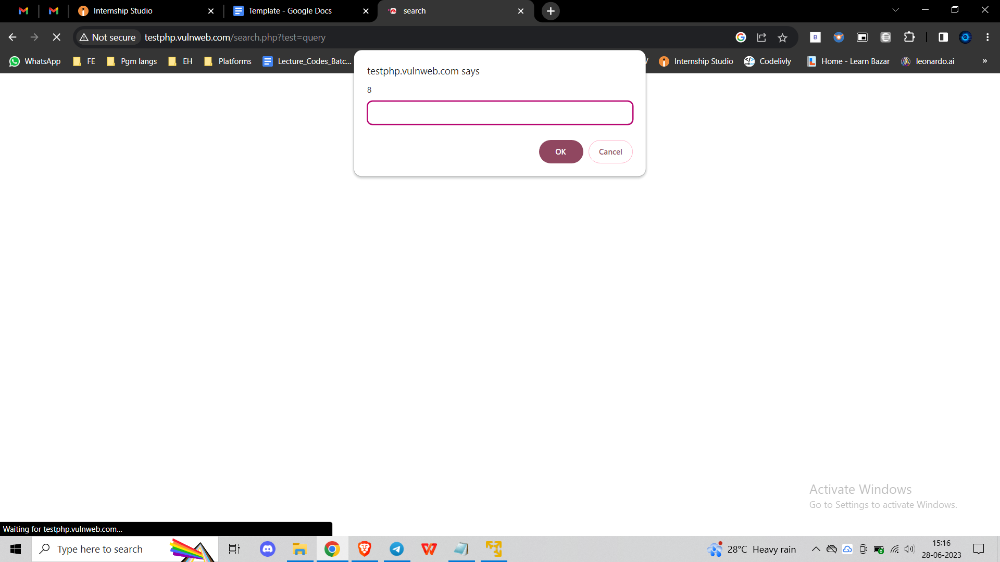 Internship Studio
Template - Google Docs
search
Not secure
testphp.vulnweb.com/search.php?test=query
B
WhatsApp
FE
Pgm langs
EH
Platforms
Lecture_Codes_Batc...
Internship Studio
Codelivly
Home - Learn Bazar
leonardo.ai
»
testphp.vulnweb.com says
8
OK
Cancel
Activate Windows
Go to Settings to activate Windows.
Waiting for testphp.vulnweb.com...
Type here to search
28°C Heavy rain
15:16
28-06-2023